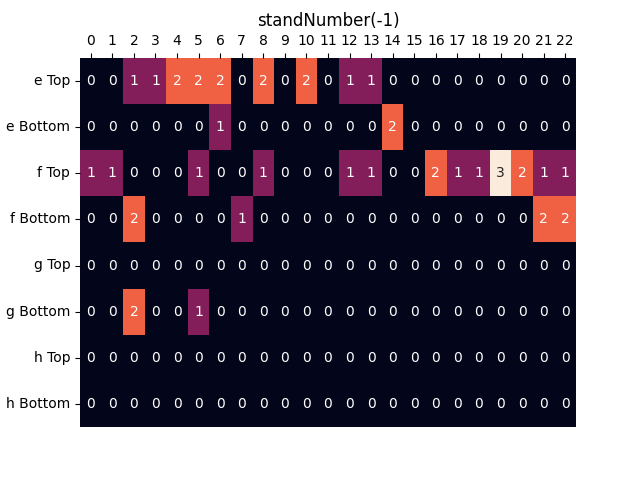 standNumber(-1)
0 1 2 3 4 5 6 7 8 9 10 11 12 13 14 15 16 17 18 19 20 21 22
e Top 0 0 1 1 2 2 2 0 2 0 2 0 1 1 0 0 0 0 0 0 0 0 0
e Bottom 0 0 0 0 0 0 1 0 0 0 0 0 0 0 2 0 0 0 0 0 0 0 0
f Top 1 1 0 0 0 1 0 0 1 0 0 0 1 1 0 0 2 1 1 3 2 1 1
f Bottom 0 0 2 0 0 0 0 1 0 0 0 0 0 0 0 0 0 0 0 0 0 2 2
g Top 0 0 0 0 0 0 0 0 0 0 0 0 0 0 0 0 0 0 0 0 0 0 0
g Bottom 0 0 2 0 0 1 0 0 0 0 0 0 0 0 0 0 0 0 0 0 0 0 0
h Top 0 0 0 0 0 0 0 0 0 0 0 0 0 0 0 0 0 0 0 0 0 0 0
h Bottom 0 0 0 0 0 0 0 0 0 0 0 0 0 0 0 0 0 0 0 0 0 0 0